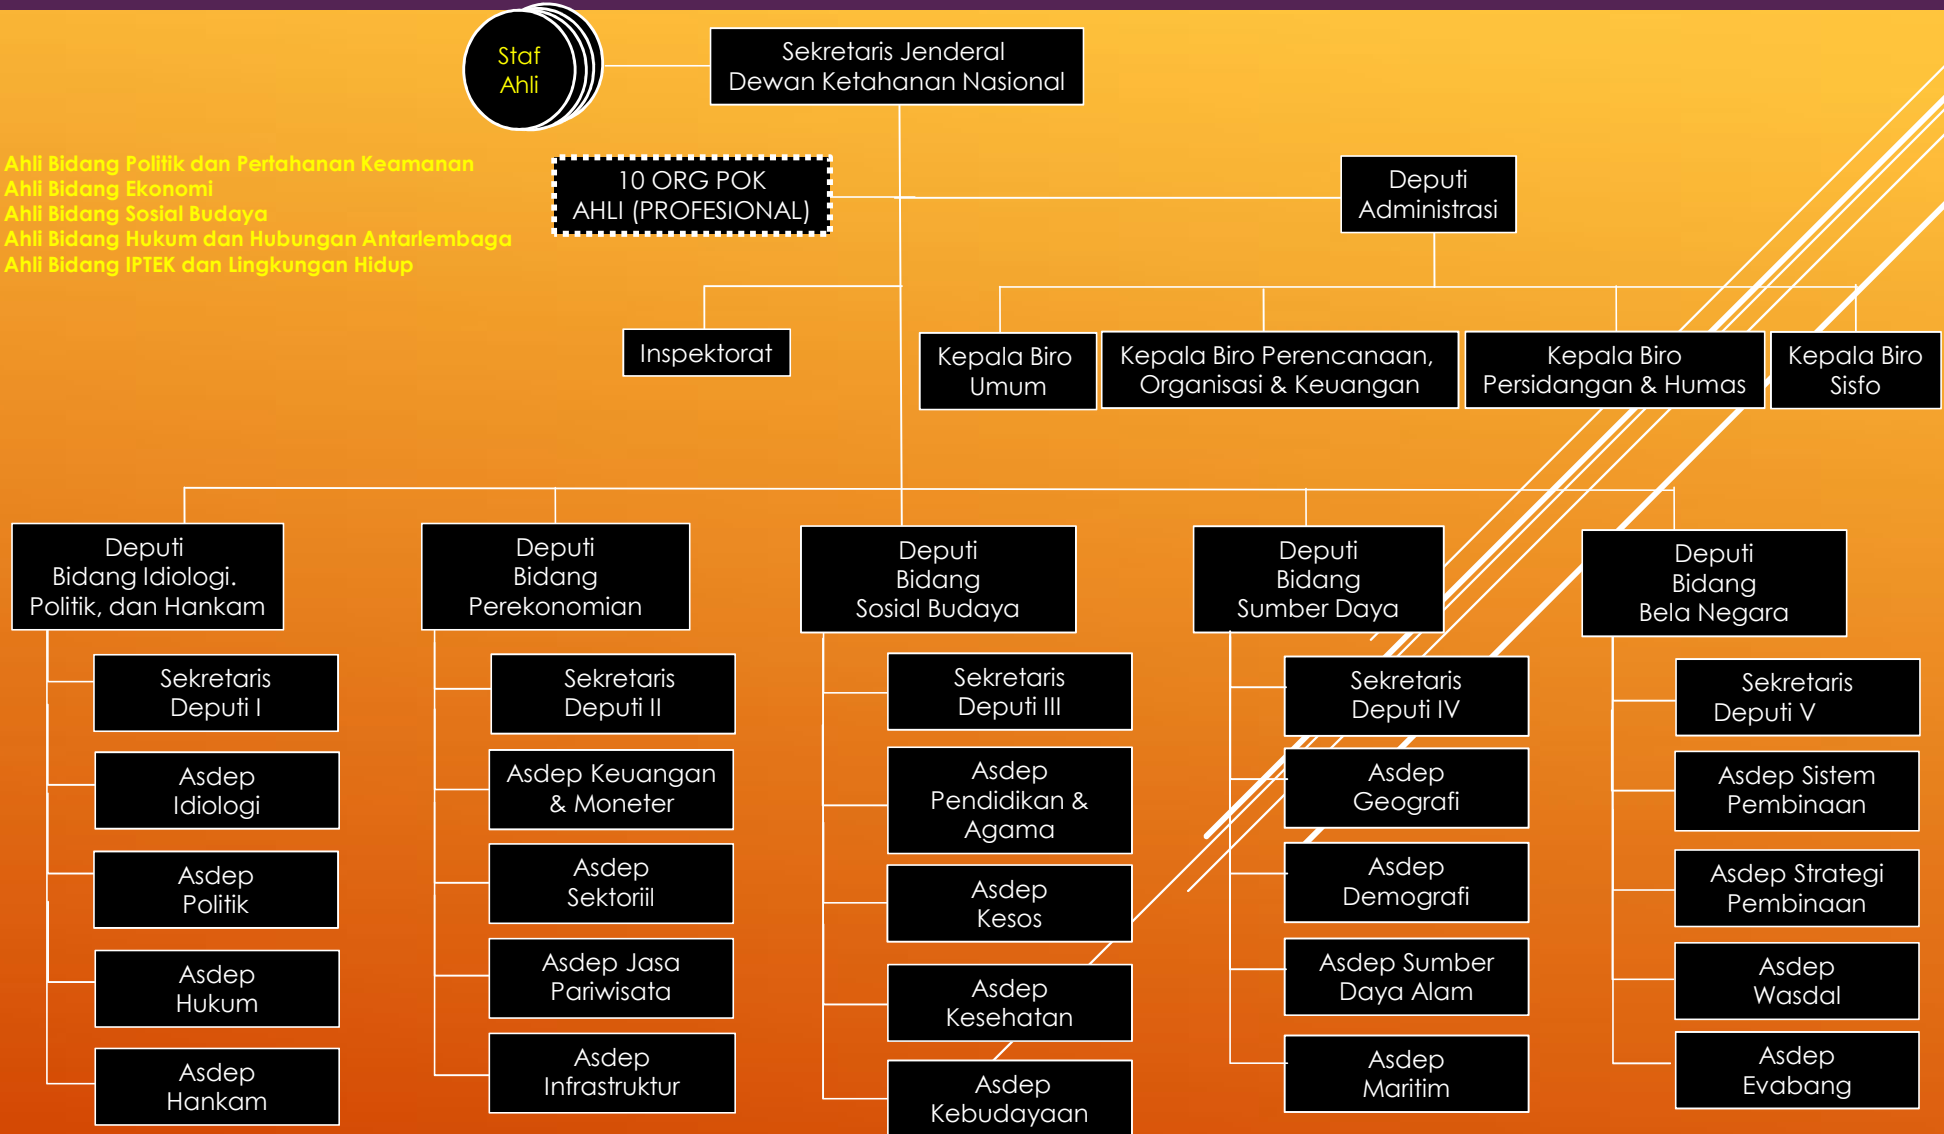 Staf
Ahli
Sekretaris Jenderal
Dewan Ketahanan Nasional
Ahli Bidang Politik dan Pertahanan Keamanan
Ahli Bidang Ekonomi
Ahli Bidang Sosial Budaya
Ahli Bidang Hukum dan Hubungan Antarlembaga
Ahli Bidang IPTEK dan Lingkungan Hidup
10 ORG POK
AHLI (PROFESIONAL)
Deputi
Administrasi
Inspektorat
Kepala Biro
Umum
Kepala Biro Perencanaan,
Organisasi & Keuangan
Kepala Biro
Persidangan & Humas
Kepala Biro
Sisfo
Deputi
Bidang Idiologi.
Politik, dan Hankam
Deputi
Bidang
Perekonomian
Deputi
Bidang
Sosial Budaya
Deputi
Bidang
Sumber Daya
Deputi
Bidang
Bela Negara
Sekretaris
Deputi I
Asdep
Idiologi
Asdep
Politik
Asdep
Hukum
Asdep
Hankam
Sekretaris
Deputi II
Asdep Keuangan
& Moneter
Asdep
Sektoriil
Asdep Jasa
Pariwisata
Asdep
Infrastruktur
Sekretaris
Deputi III
Asdep
Pendidikan &
Agama
Asdep
Kesos
Asdep
Kesehatan
Asdep
Kebudayaan
Sekretaris
Deputi IV
Asdep
Geografi
Asdep
Demografi
Asdep Sumber
Daya Alam
Asdep
Maritim
Sekretaris
Deputi V
Asdep Sistem
Pembinaan
Asdep Strategi
Pembinaan
Asdep
Wasdal
Asdep
Evabang